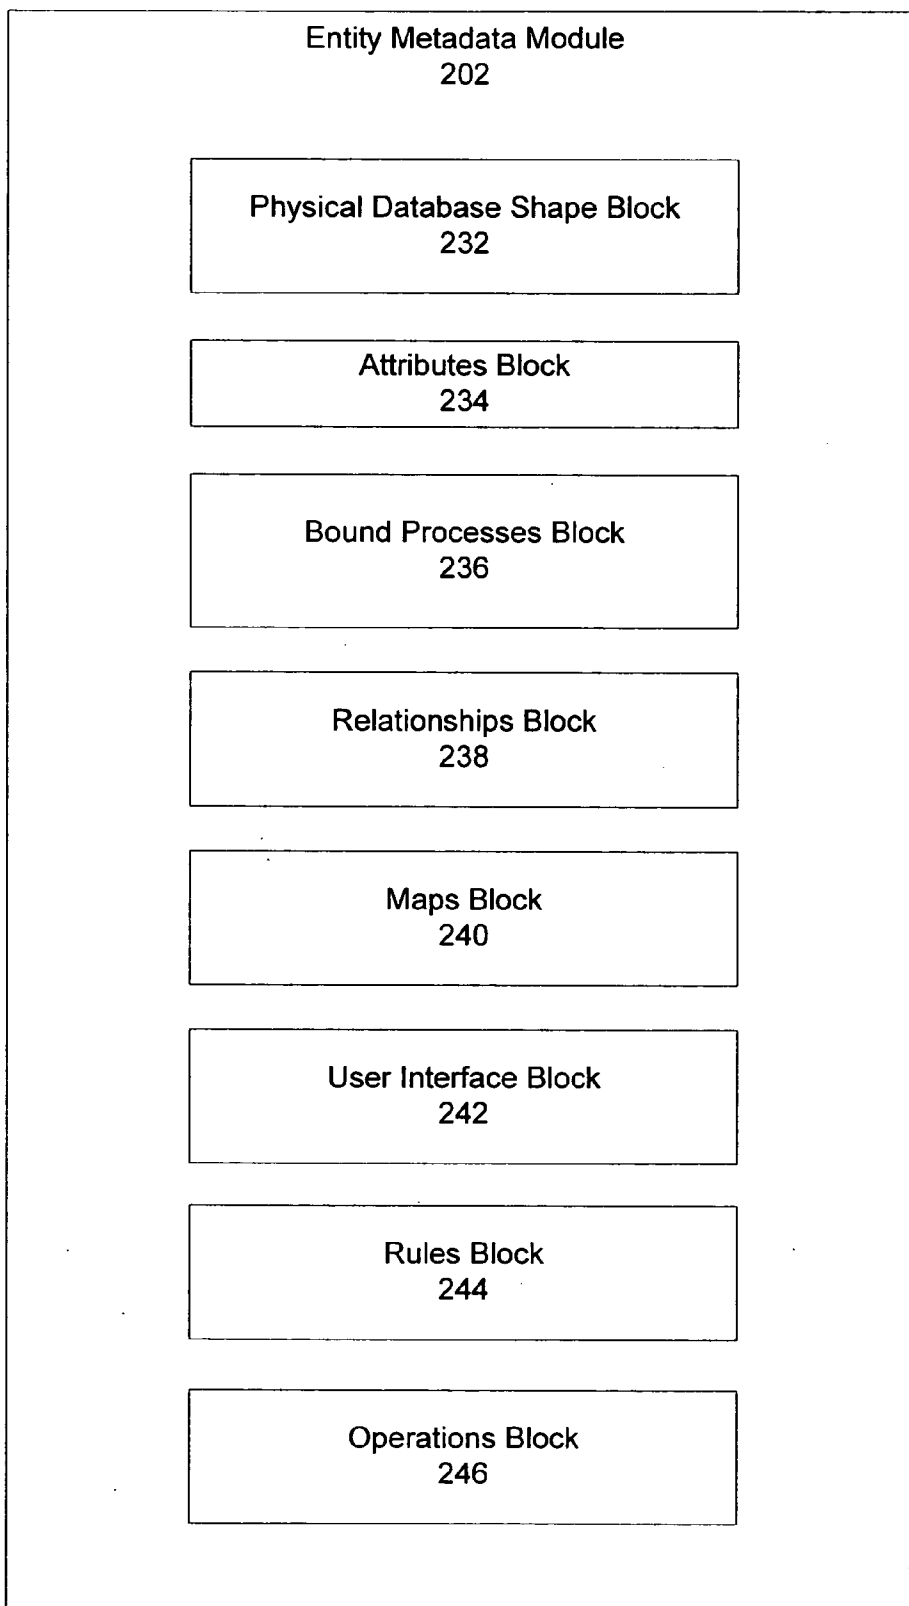 Entity Metadata Module
202
Physical Database Shape Block
232
Attributes Block
234
Bound Processes Block
236
Relationships Block
238
Maps Block
240
User Interface Block
242
Rules Block
244
Operations Block
246